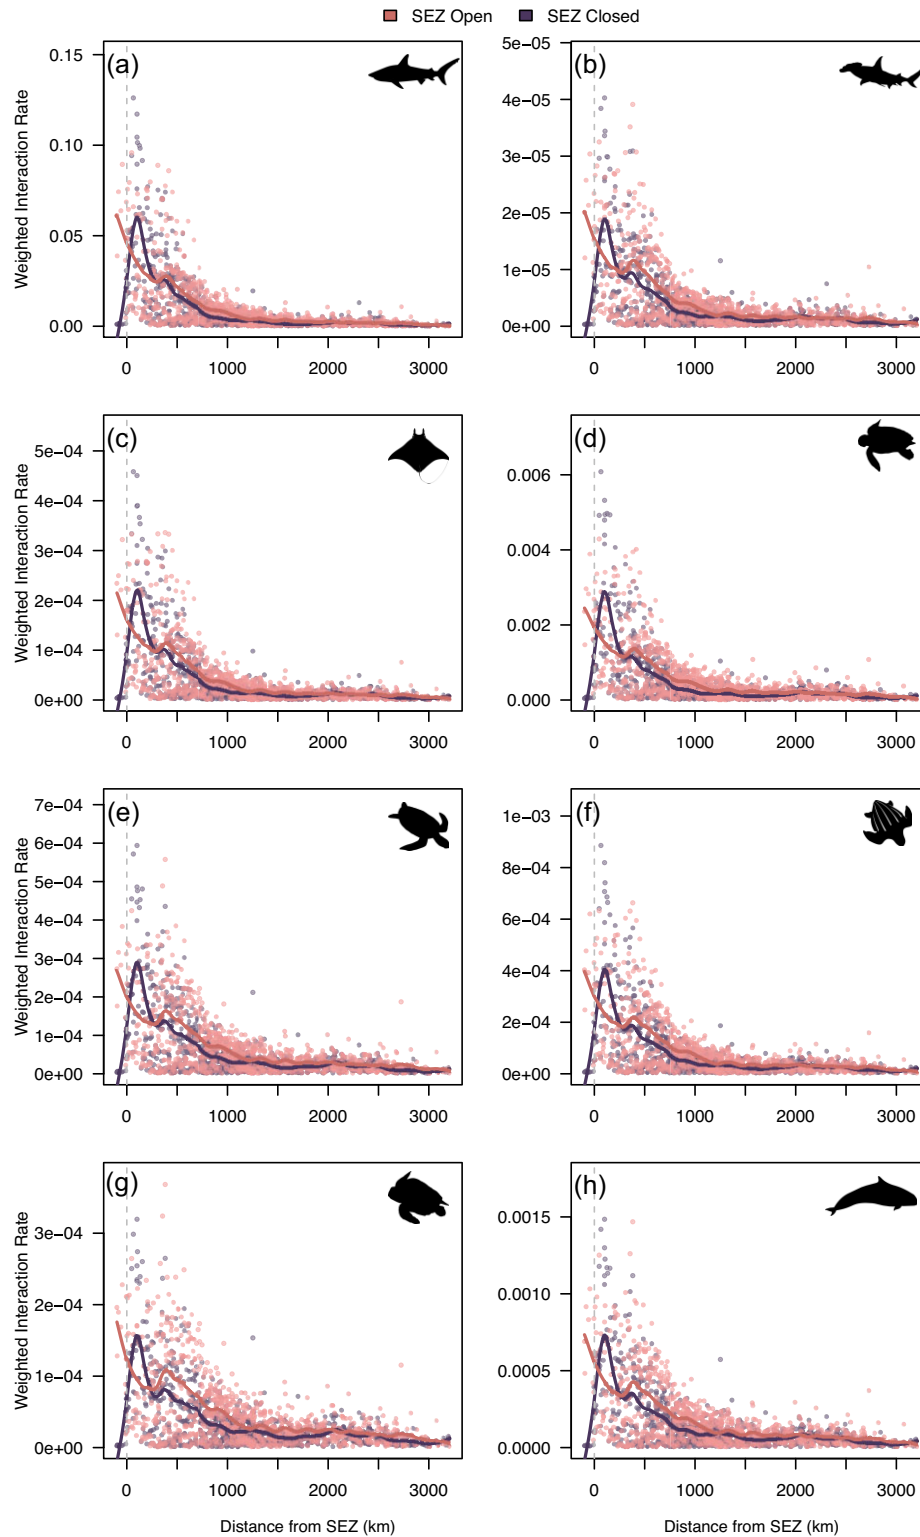 SEZ Open SEZ Closed
(a) (b)
Weighted Interaction Rate
0.15
0.10
0.05
0.00
5e−05
4e−05
3e−05
2e−05
1e−05
0e+00
0 1000 2000 3000
0 1000 2000 3000
(c) (d)
Weighted Interaction Rate
5e−04
4e−04
3e−04
2e−04
1e−04
0e+00
0.006
0.004
0.002
0.000
0 1000 2000 3000
0 1000 2000 3000
(e) (f)
Weighted Interaction Rate
7e−04
6e−04
5e−04
4e−04
3e−04
2e−04
1e−04
0e+00
1e−03
8e−04
6e−04
4e−04
2e−04
0e+00
0 1000 2000 3000
0 1000 2000 3000
(g) (h)
Weighted Interaction Rate
3e−04
2e−04
1e−04
0e+00
0.0015
0.0010
0.0005
0.0000
0 1000 2000 3000
0 1000 2000 3000
Distance from SEZ (km)
Distance from SEZ (km)